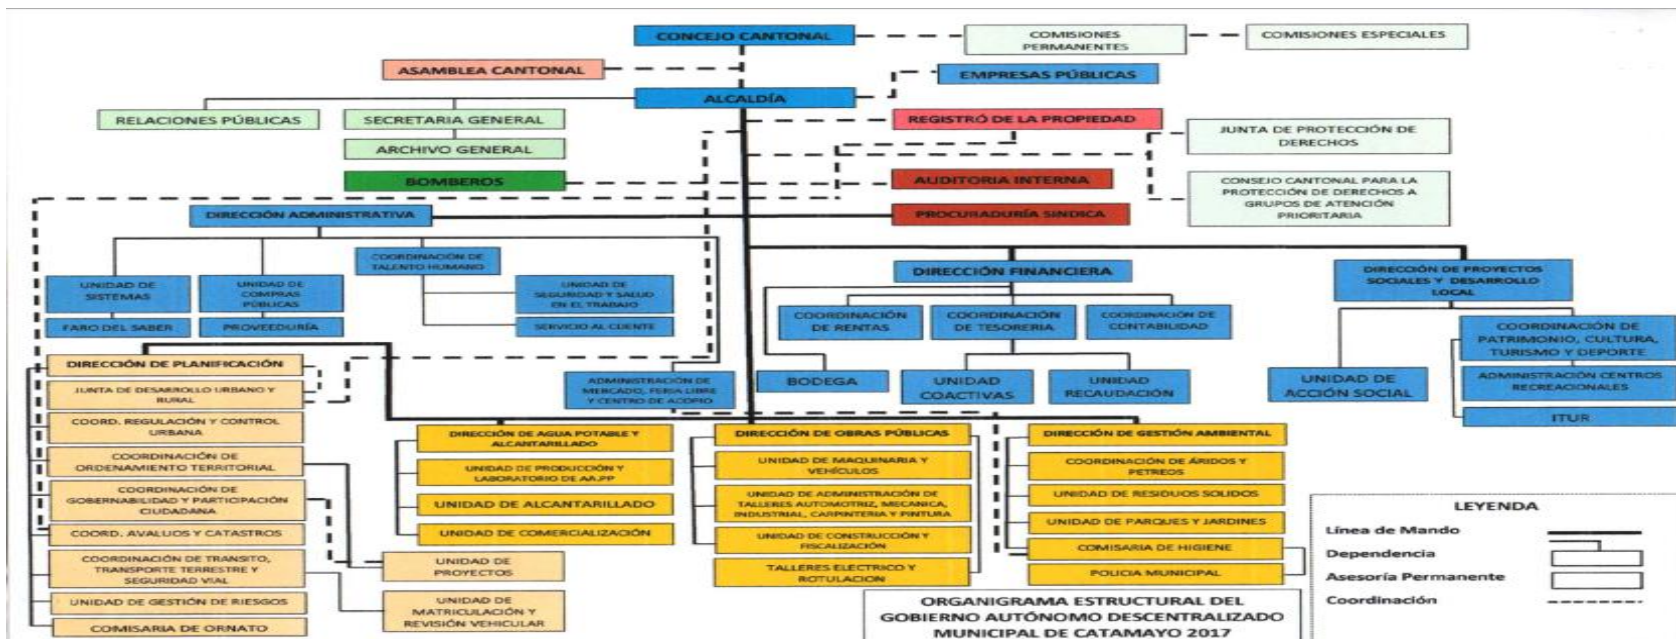 CONCEJO CANTONAL
COMISIONES
PERMANENTES
COMISIONES ESPECIALES
ASAMBLEA CANTONAL
EMPRESAS PÚBLICAS
ALCALDÍA
RELACIONES PÚBLICAS
SECRETARIA GENERAL
REGISTRÓ DE LA PROPIEDAD
JUNTA DE PROTECCIÓN DE
DERECHOS
ARCHIVO GENERAL
BOMBEROS
AUDITORIA INTERNA
CONSEJO CANTONAL PARA LA
PROTECCIÓN DE DERECHOS A
GRUPOS DE ATENCIÓN
PRIORITARIA
DIRECCIÓN ADMINISTRATIVA
PROCURADURÍA SINDICA
COORDINACIÓN DE
TALENTO HUMANO
UNIDAD DE
SISTEMAS
UNIDAD DE
COMPRAS
PÚBLICAS
UNIDAD DE
SEGURIDAD Y SALUD
EN EL TRABAJO
FARO DEL SABER
PROVEEDURÍA
SERVICIO AL CLIENTE
DIRECCIÓN FINANCIERA
DIRECCIÓN DE PROYECTOS
SOCIALES Y DESARROLLO
LOCAL
COORDINACIÓN
DE RENTAS
COORDINACIÓN
DE TESORERIA
COORDINACIÓN DE
CONTABILIDAD
COORDINACIÓN DE
PATRIMONIO, CULTURA,
TURISMO Y DEPORTE
BODEGA
UNIDAD
COACTIVAS
UNIDAD
RECAUDACIÓN
UNIDAD DE
ACCIÓN SOCIAL
ADMINISTRACIÓN CENTROS
RECREACIONALES
ITUR
ADMINISTRACIÓN DE
MERCADO, FERIA LIBRE
Y CENTRO DE ACOPIO
DIRECCIÓN DE PLANIFICACIÓN
JUNTA DE DESARROLLO URBANO Y
RURAL
COORD. REGULACIÓN Y CONTROL
URBANA
COORDINACIÓN DE
ORDENAMIENTO TERRITORIAL
COORDINACIÓN DE
GOBERNABILIDAD Y PARTICIPACIÓN
CIUDADANA
COORD. AVALUOS Y CATASTROS
COORDINACIÓN DE TRANSITO,
TRANSPORTE TERRESTRE Y
SEGURIDAD VIAL
UNIDAD DE GESTIÓN DE RIESGOS
COMISARIA DE ORNATO
UNIDAD DE
PROYECTOS
UNIDAD DE
MATRICULACIÓN Y
REVISIÓN VEHICULAR
DIRECCIÓN DE AGUA POTABLE Y
ALCANTARILLADO
UNIDAD DE PRODUCCIÓN Y
LABORATORIO DE AA.PP
UNIDAD DE ALCANTARILLADO
UNIDAD DE COMERCIALIZACIÓN
DIRECCIÓN DE OBRAS PÚBLICAS
UNIDAD DE MAQUINARIA Y
VEHÍCULOS
UNIDAD DE ADMINISTRACIÓN DE
TALLERES AUTOMOTRIZ, MECANICA,
INDUSTRIAL, CARPINTERIA Y PINTURA
UNIDAD DE CONSTRUCCIÓN Y
FISCALIZACIÓN
TALLERES ELECTRICO Y
ROTULACION
DIRECCIÓN DE GESTIÓN AMBIENTAL
COORDINACIÓN DE ÁRIDOS Y
PETREOS
UNIDAD DE RESIDUOS SOLIDOS
UNIDAD DE PARQUES Y JARDINES
COMISARIA DE HIGIENE
POLICIA MUNICIPAL
LEYENDA
Línea de Mando
Dependencia
Asesoría Permanente
Coordinación
ORGANIGRAMA ESTRUCTURAL DEL
GOBIERNO AUTÓNOMO DESCENTRALIZADO
MUNICIPAL DE CATAMAYO 2017